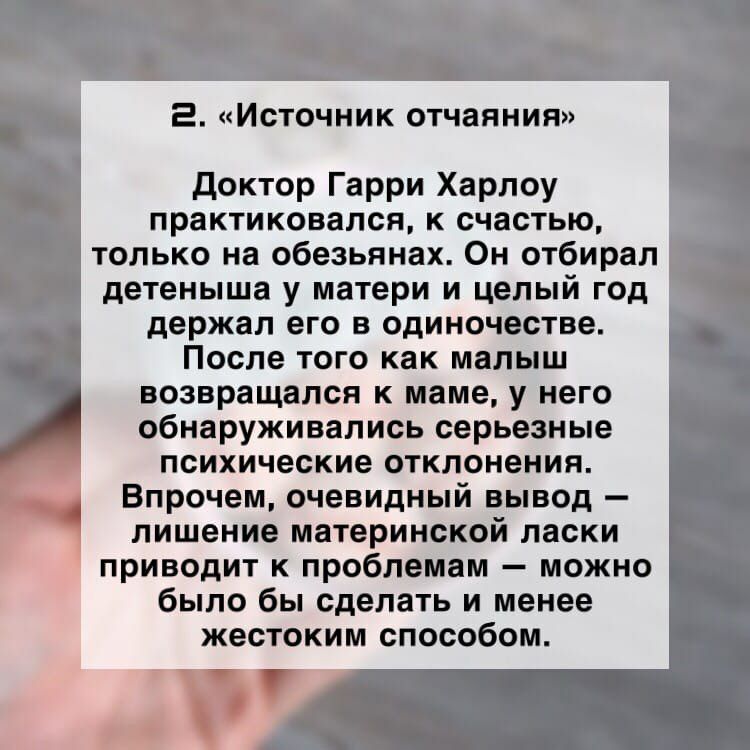 2. «Источник отчаяния»
Доктор Гарри Харлоу
практиковался, к счастью,
только на обезьянах. Он отбирал
детеныша у матери и целый год
держал его в одиночестве.
После того как малыш
возвращался к маме, у него
обнаруживались серьезные
психические отклонения.
Впрочем, очевидный вывод —
лишение материнской ласки
приводит к проблемам — можно
было бы сделать и менее
жестоким способом.